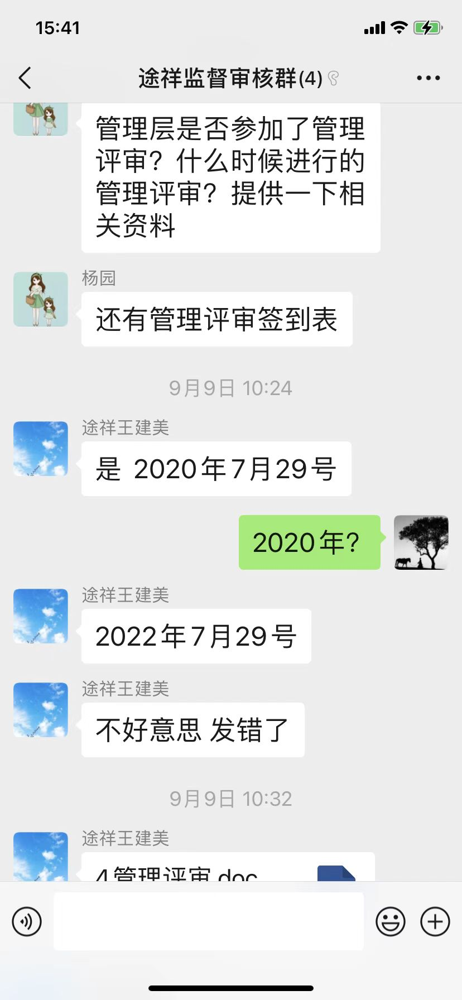 15:41
途祥监督审核群(4)
管理层是否参加了管理
评审？什么时候进行的
管理评审？提供一下相
关资料
杨园
还有管理评审签到表
9月9日 10:24
途祥王建美
是 2020年7月29号
2020年?
途祥王建美
2022年7月29号
途祥王建美
不好意思 发错了
9月9日 10:32
途祥王建美
4管理评审.doc